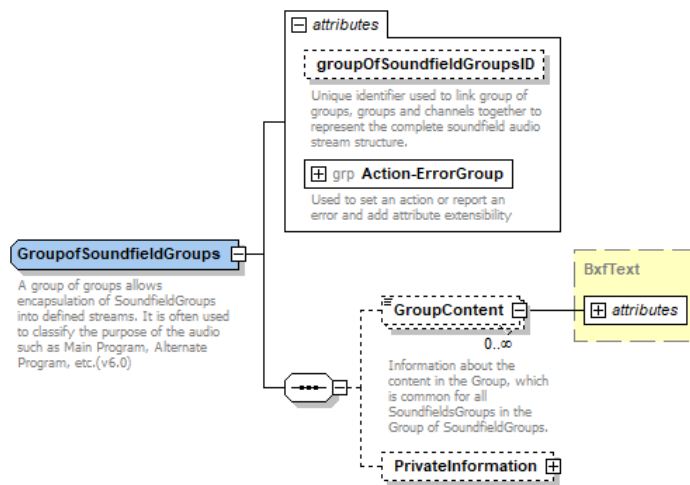 attributes
groupOfSoundfieldGroupsID
Unique identifier used to link group of
groups, groups and channels together to
represent the complete soundfield audio
stream structure.
grp Action-ErrorGroup
Used to set an action or report an
error and add attribute extensibility
GroupofSoundfieldGroups
A group of groups allows
encapsulation of SoundfieldGroups
into defined streams. It is often used
to classify the purpose of the audio
such as Main Program, Alternate
Program, etc.(v6.0)
BxfText
GroupContent
attributes
0..∞
Information about the
content in the Group, which
is common for all
SoundfieldsGroups in the
Group of SoundfieldGroups.
PrivateInformation